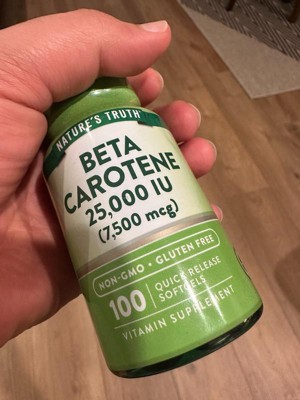 NATURE'S TRUTH
BETA
CAROTENE
25,000 IU
(7,500 mcg)
NON-GMO • GLUTEN FREE
100
QUICK RELEASE
SOFTGELS
VITAMIN SUPPLEMENT